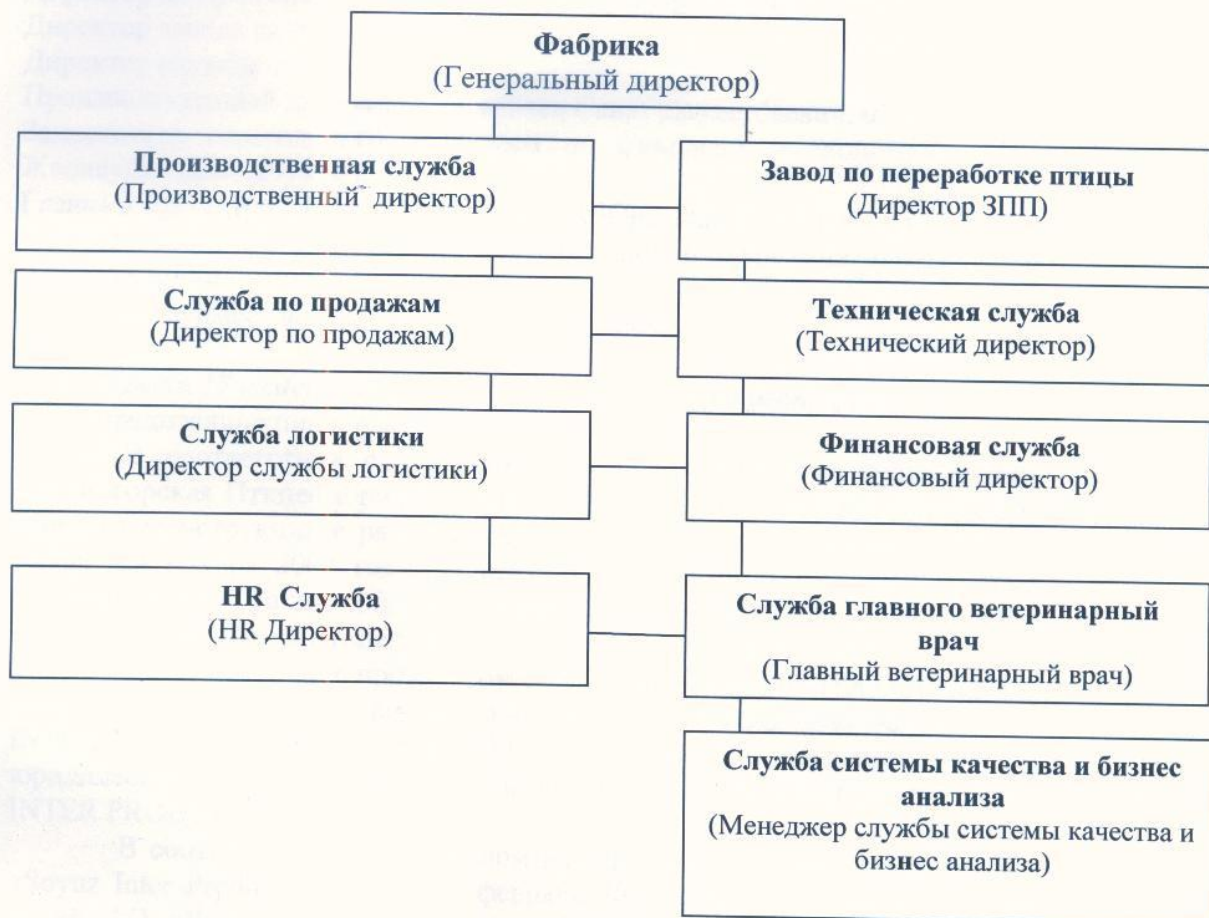 Фабрика
(Генеральный директор)
Производственная служба
(Производственный директор)
Завод по переработке птицы
(Директор ЗПП)
Служба по продажам
(Директор по продажам)
Техническая служба
(Технический директор)
Служба логистики
(Директор службы логистики)
Финансовая служба
(Финансовый директор)
HR Служба
(HR Директор)
Служба главного ветеринарный
врач
(Главный ветеринарный врач)
Служба системы качества и бизнес
анализа
(Менеджер службы системы качества и
бизнес анализа)